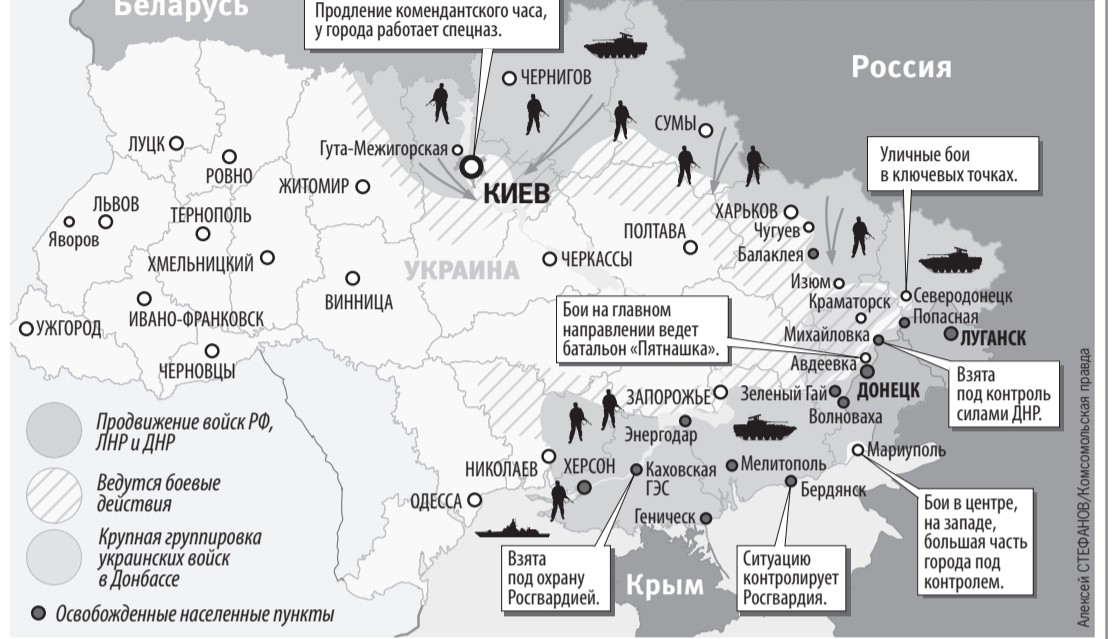 Беларусь
Продление комендантского часа,
у города работает спецназ.
Россия
ЧЕРНИГОВ
СУМЫ
Гута-Межигорская
КИЕВ
ЛУЦК
РОВНО
ЖИТОМИР
ЛЬВОВ
Яворов
ТЕРНОПОЛЬ
ХМЕЛЬНИЦКИЙ
УКРАИНА
ЧЕРКАССЫ
ПОЛТАВА
ХАРЬКОВ
Чугуев
Балаклея
Уличные бои
в ключевых точках.
ВИННИЦА
ИВАНО-ФРАНКОВСК
УЖГОРОД
ЧЕРНОВЦЫ
Изюм
Краматорск
Северодонецк
Попасная
Михайловка
ЛУГАНСК
Бои на главном
направлении ведет
батальон «Пятнашка».
Авдеевка
ДОНЕЦК
Взята
под контроль
силами ДНР.
ЗАПОРОЖЬЕ
Зеленый Гай
Волноваха
Энергодар
Мариуполь
НИКОЛАЕВ
ХЕРСОН
Каховская
ГЭС
Мелитополь
Бердянск
ОДЕССА
Геническ
Взята
под охрану
Росгвардией.
Крым
Ситуацию
контролирует
Росгвардия.
Бои в центре,
на западе,
большая часть
города под
контролем.
Продвижение войск РФ,
ЛНР и ДНР
Ведутся боевые
действия
Крупная группировка
украинских войск
в Донбассе
Освобожденные населенные пункты
Алексей СТЕФАНОВ/Комсомольская правда